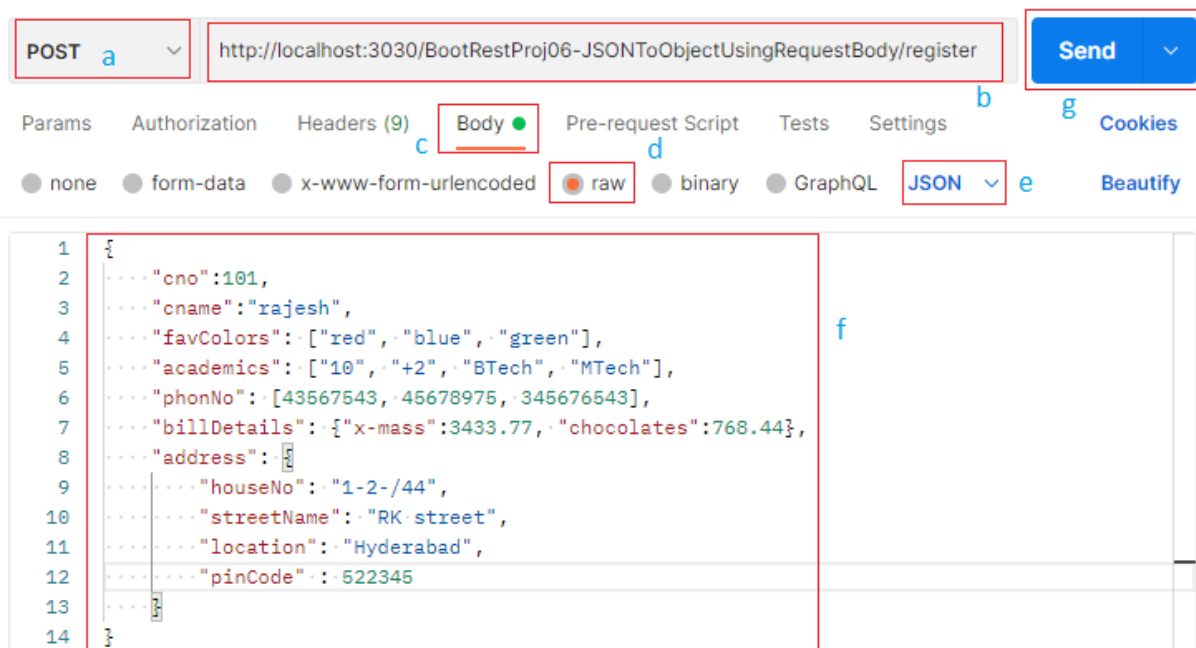 POST a http://localhost:3030/BootRestProj06-JSONToObjectUsingRequestBody/register Send
b g
Params Authorization Headers (9) Body Pre-request Script Tests Settings Cookies
c d
none form-data x-www-form-urlencoded raw binary GraphQL JSON e Beautify
1 {
2 "cno":101,
3 "cname":"rajesh",
4 "favColors": ["red", "blue", "green"],
f
5 "academics": ["10", "+2", "BTech", "MTech"],
6 "phonNo": [43567543, 45678975, 345676543],
7 "billDetails": {"x-mass":3433.77, "chocolates":768.44},
8 "address": {
9 "houseNo": "1-2-/44",
10 "streetName": "RK street",
11 "location": "Hyderabad",
12 "pinCode" : 522345
13 }
14 }